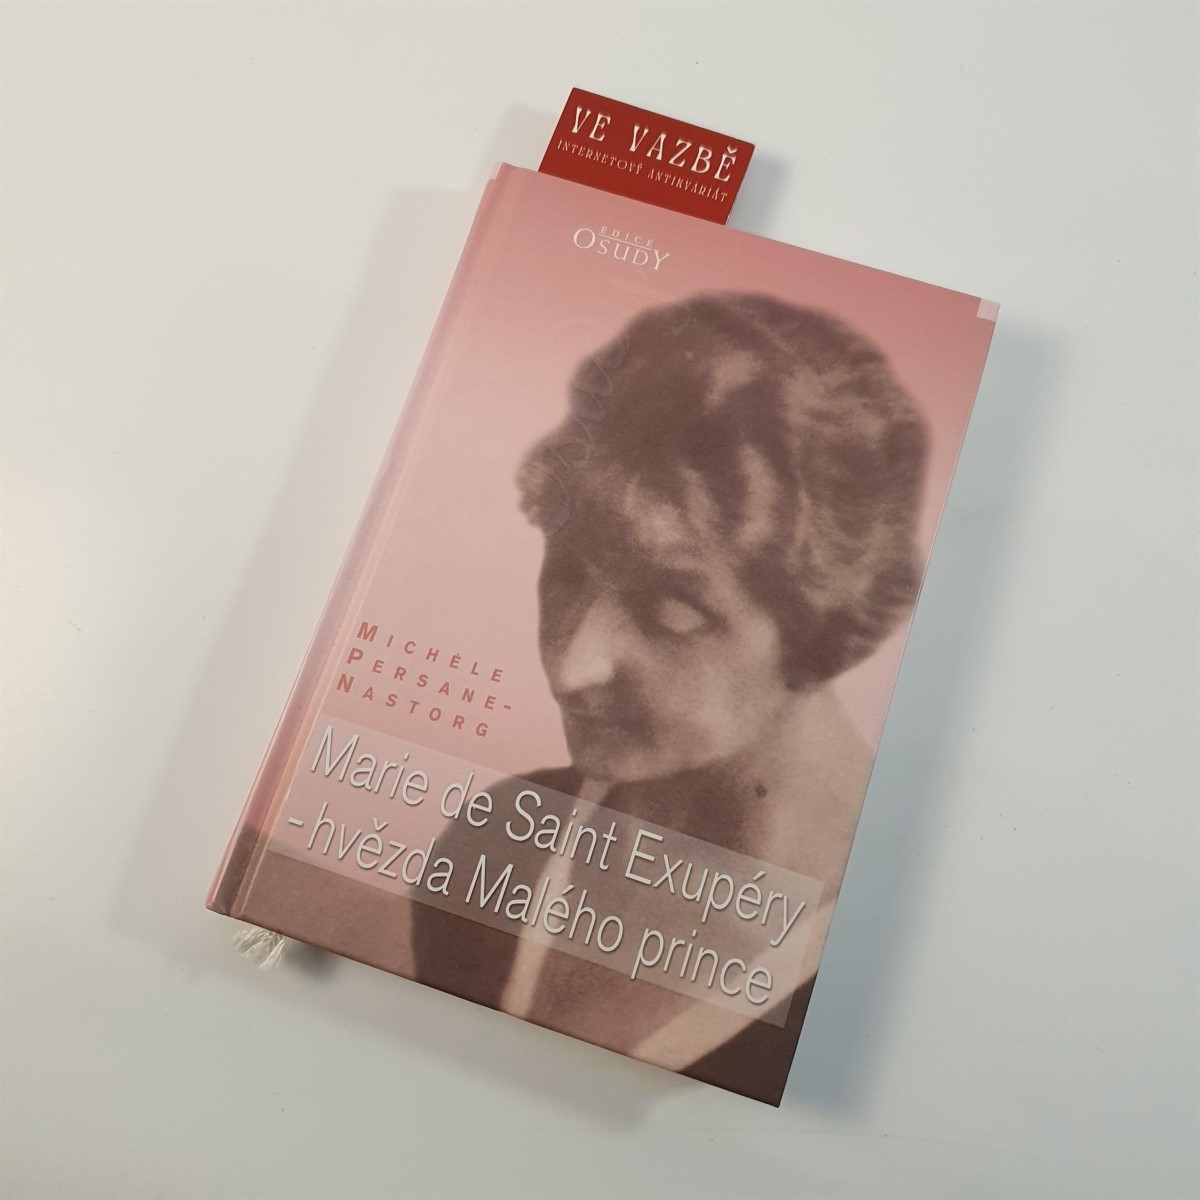 VE VAZBĚ
INTERNETOVÝ ANTIKVARIÁT
EDICE
OSUDY
MICHÈLE
PERSANE-
NASTORG
Marie de Saint Exupéry
- hvězda Malého prince